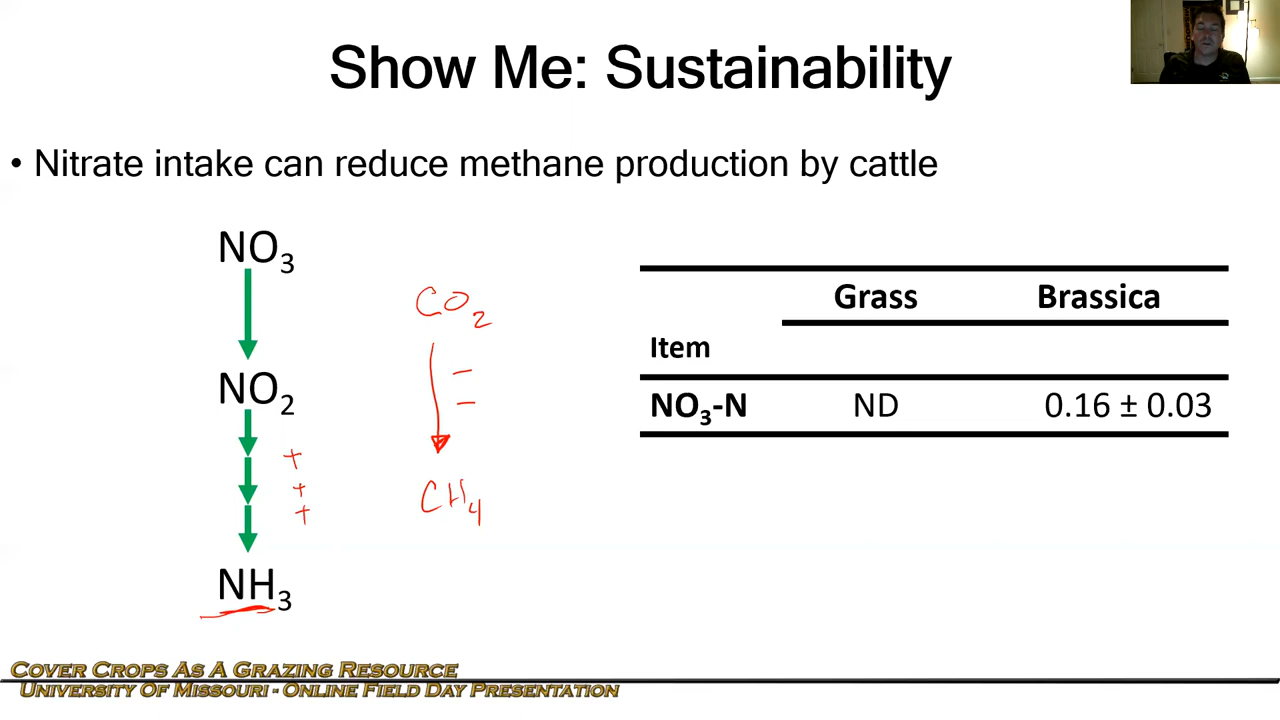 Show Me: Sustainability
• Nitrate intake can reduce methane production by cattle
NO3
NO2
+
+
+
NH3
CO2
CH4
Grass Brassica
Item
NO3-N ND 0.16 ± 0.03
COVER CROPS AS A GRAZING RESOURCE
UNIVERSITY OF MISSOURI - ONLINE FIELD DAY PRESENTATION